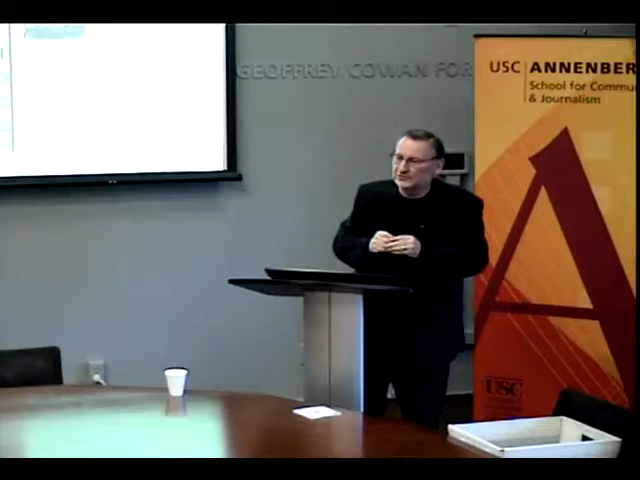 GEOFFREY COWAN FOR
USC ANNENBER
School for Commu
& Journalism
USC